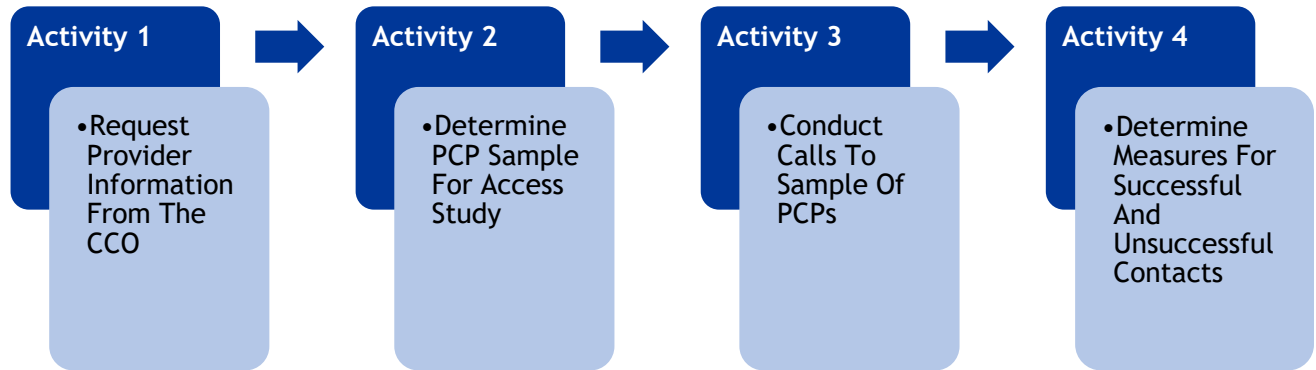 Activity 1
•Request
Provider
Information
From The
CCO
Activity 2
•Determine
PCP Sample
For Access
Study
Activity 3
•Conduct
Calls To
Sample Of
PCPs
Activity 4
•Determine
Measures For
Successful
And
Unsuccessful
Contacts